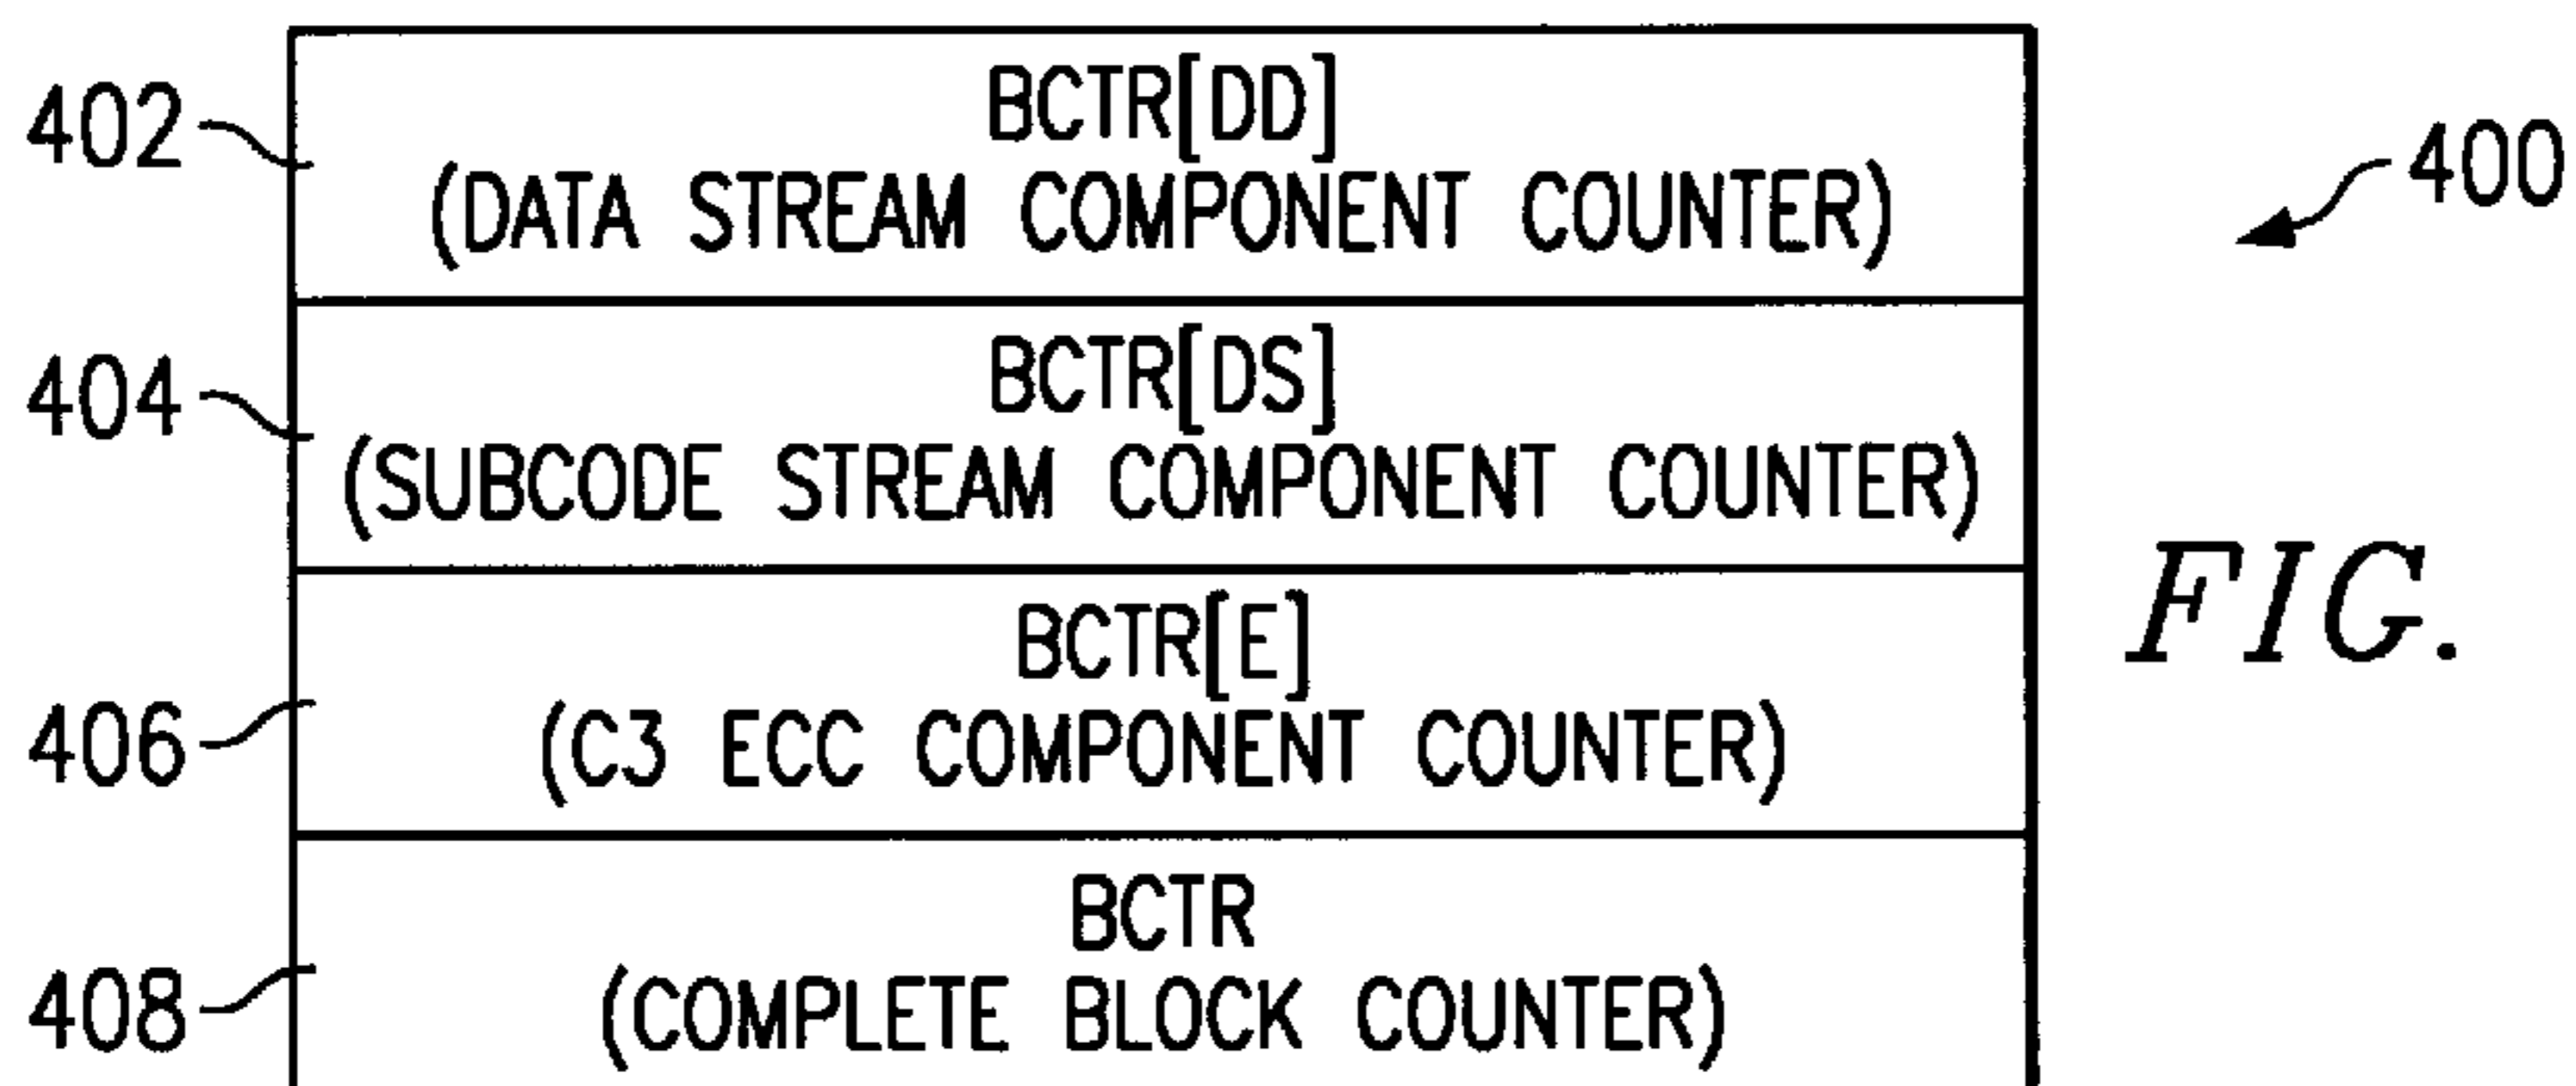 402
BCTR[DD]
(DATA STREAM COMPONENT COUNTER)
400
404
BCTR[DS]
(SUBCODE STREAM COMPONENT COUNTER)
FIG.
406
BCTR[E]
(C3 ECC COMPONENT COUNTER)
408
BCTR
(COMPLETE BLOCK COUNTER)